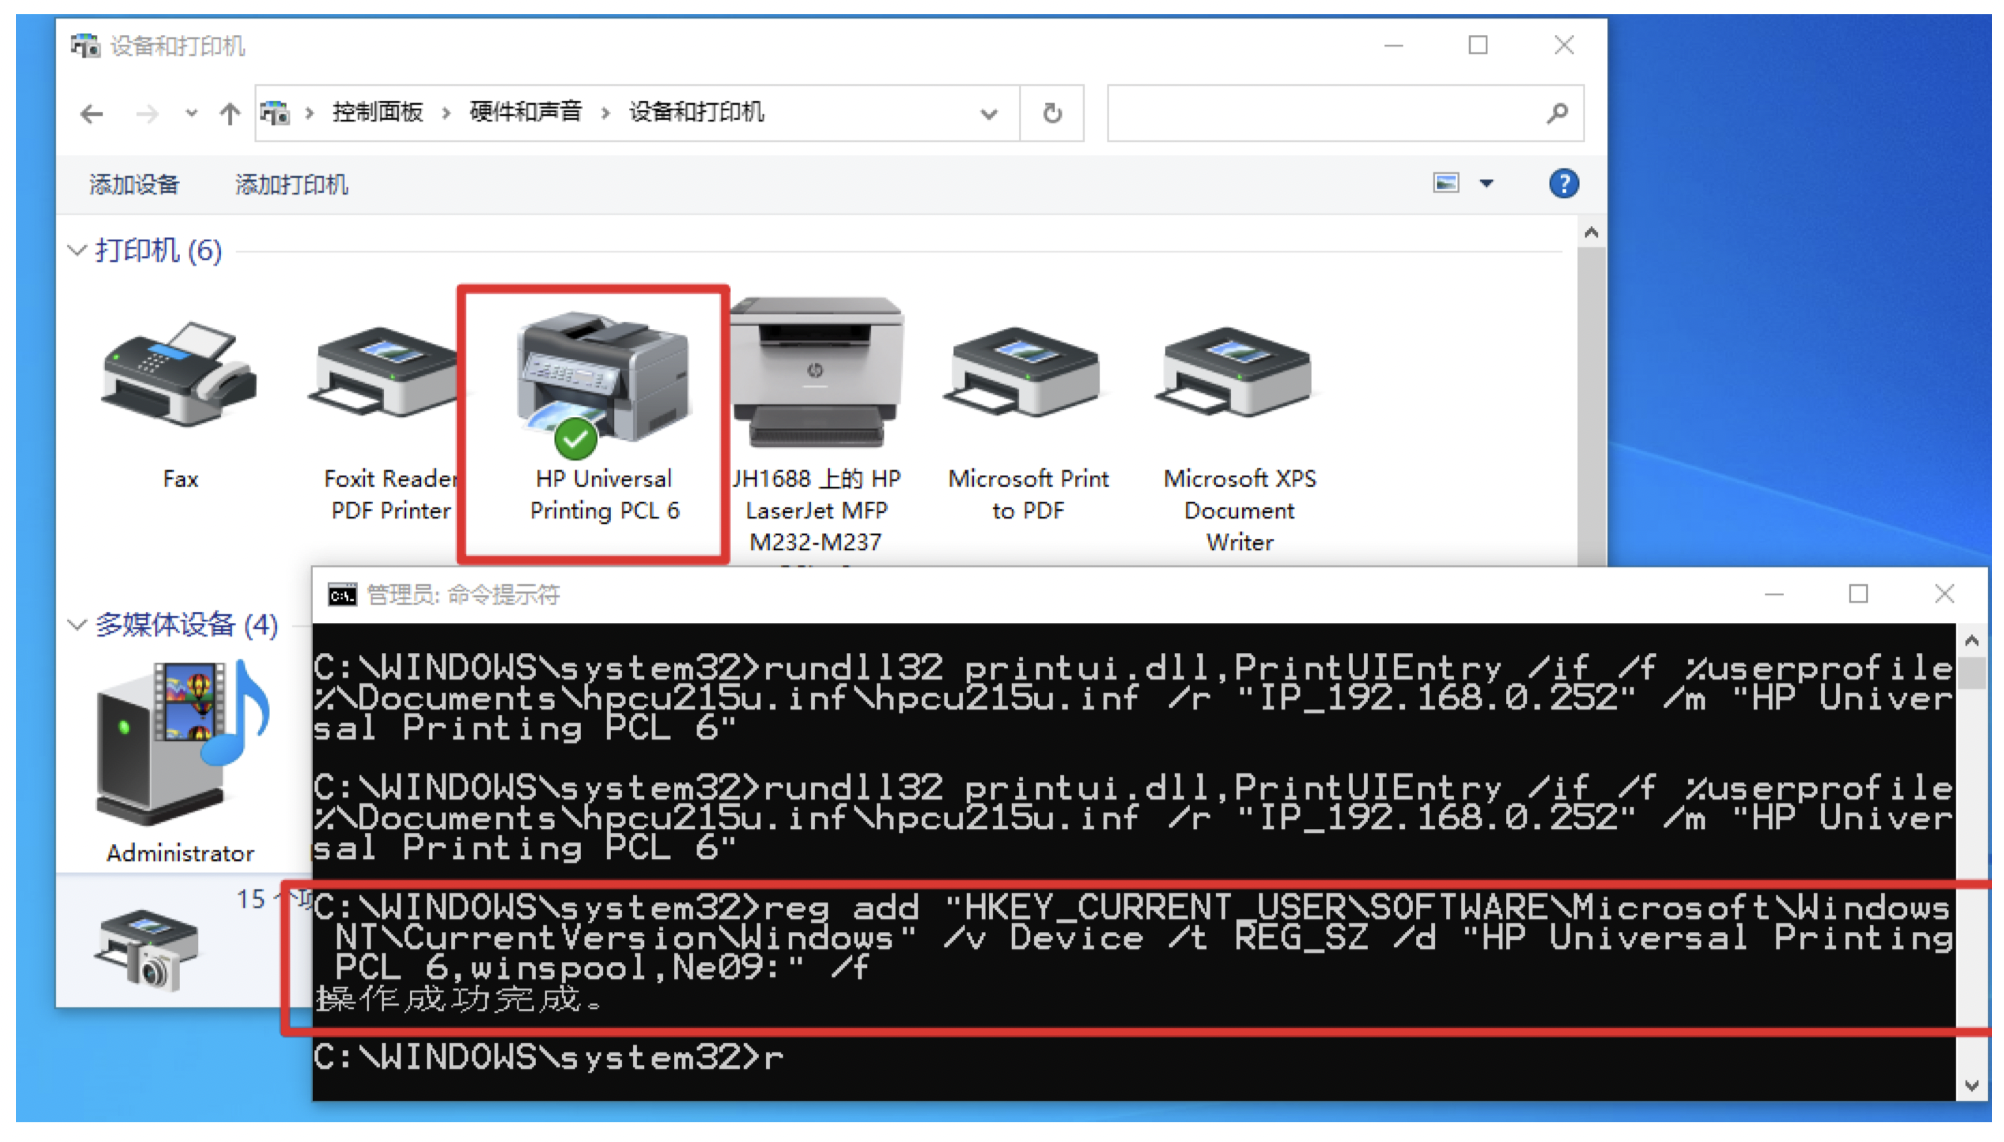 设备和打印机
控制面板 › 硬件和声音 › 设备和打印机
添加设备 添加打印机
打印机 (6)
Fax
Foxit Reader
PDF Printer
HP Universal
Printing PCL 6
JH1688 上的 HP
LaserJet MFP
M232-M237
Microsoft Print
to PDF
Microsoft XPS
Document
Writer
多媒体设备 (4)
Administrator
15 个项
管理员: 命令提示符
C:\WINDOWS\system32>rundll32 printui.dll,PrintUIEntry /if /f %userprofile
%\Documents\hpcu215u.inf\hpcu215u.inf /r "IP_192.168.0.252" /m "HP Univer
sal Printing PCL 6"
C:\WINDOWS\system32>rundll32 printui.dll,PrintUIEntry /if /f %userprofile
%\Documents\hpcu215u.inf\hpcu215u.inf /r "IP_192.168.0.252" /m "HP Univer
sal Printing PCL 6"
C:\WINDOWS\system32>reg add "HKEY_CURRENT_USER\SOFTWARE\Microsoft\Windows
NT\CurrentVersion\Windows" /v Device /t REG_SZ /d "HP Universal Printing
PCL 6,winspool,Ne09:" /f
操作成功完成。
C:\WINDOWS\system32>r